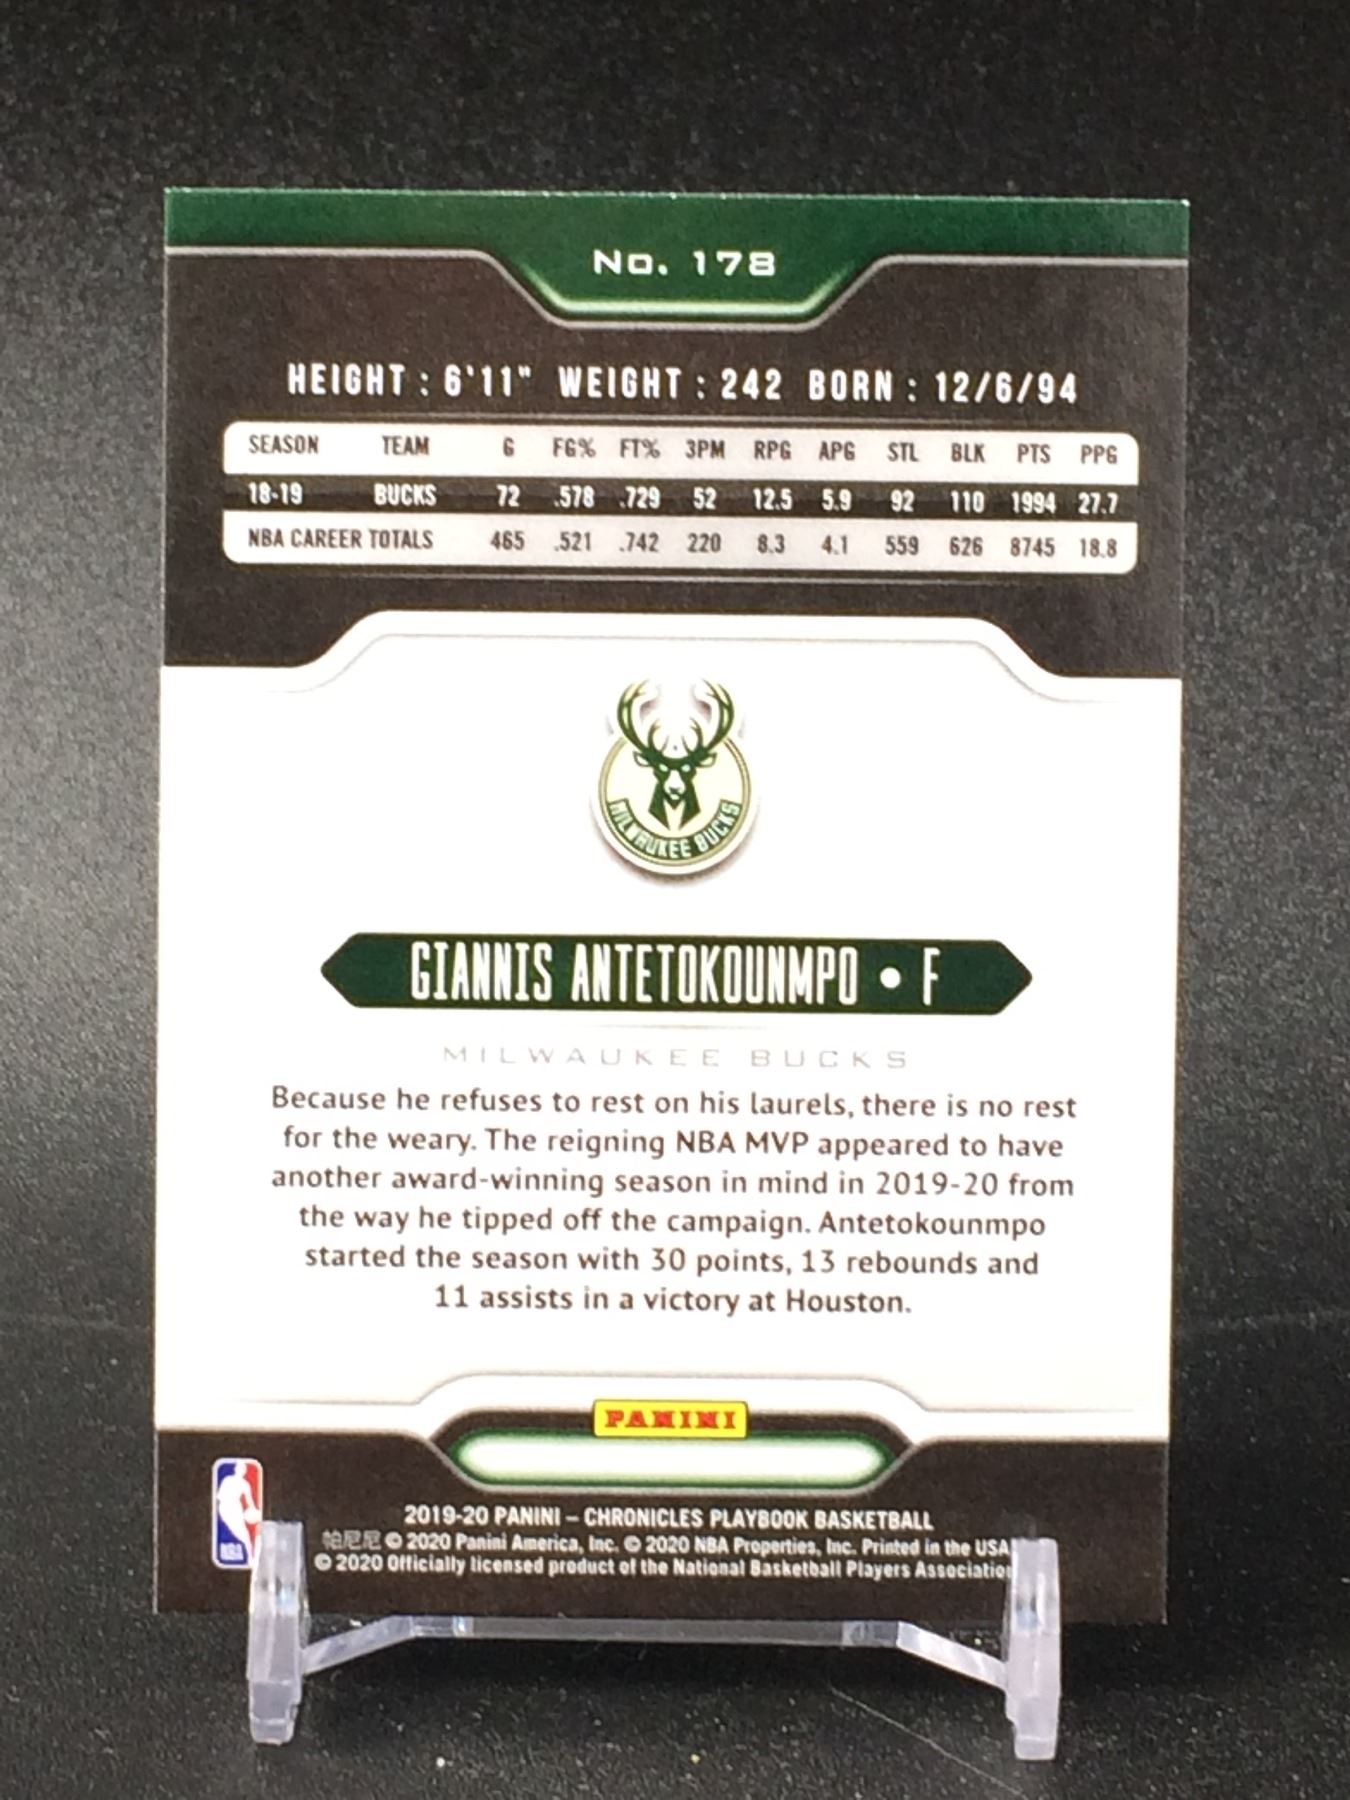 No. 178
HEIGHT : 6'11" WEIGHT : 242 BORN : 12/6/94
SEASON TEAM G FG% FT% 3PM RPG APG STL BLK PTS PPG
18-19 BUCKS 72 .578 .729 52 12.5 5.9 92 110 1994 27.7
NBA CAREER TOTALS 465 .521 .742 220 8.3 4.1 559 626 8745 18.8
MILWAUKEE BUCKS
GIANNIS ANTETOKOUNMPO • F
MILWAUKEE BUCKS
Because he refuses to rest on his laurels, there is no rest
for the weary. The reigning NBA MVP appeared to have
another award-winning season in mind in 2019-20 from
the way he tipped off the campaign. Antetokounmpo
started the season with 30 points, 13 rebounds and
11 assists in a victory at Houston.
PANINI
NBA
2019-20 PANINI – CHRONICLES PLAYBOOK BASKETBALL
帕尼尼 © 2020 Panini America, Inc. © 2020 NBA Properties, Inc. Printed in the USA
© 2020 Officially licensed product of the National Basketball Players Association